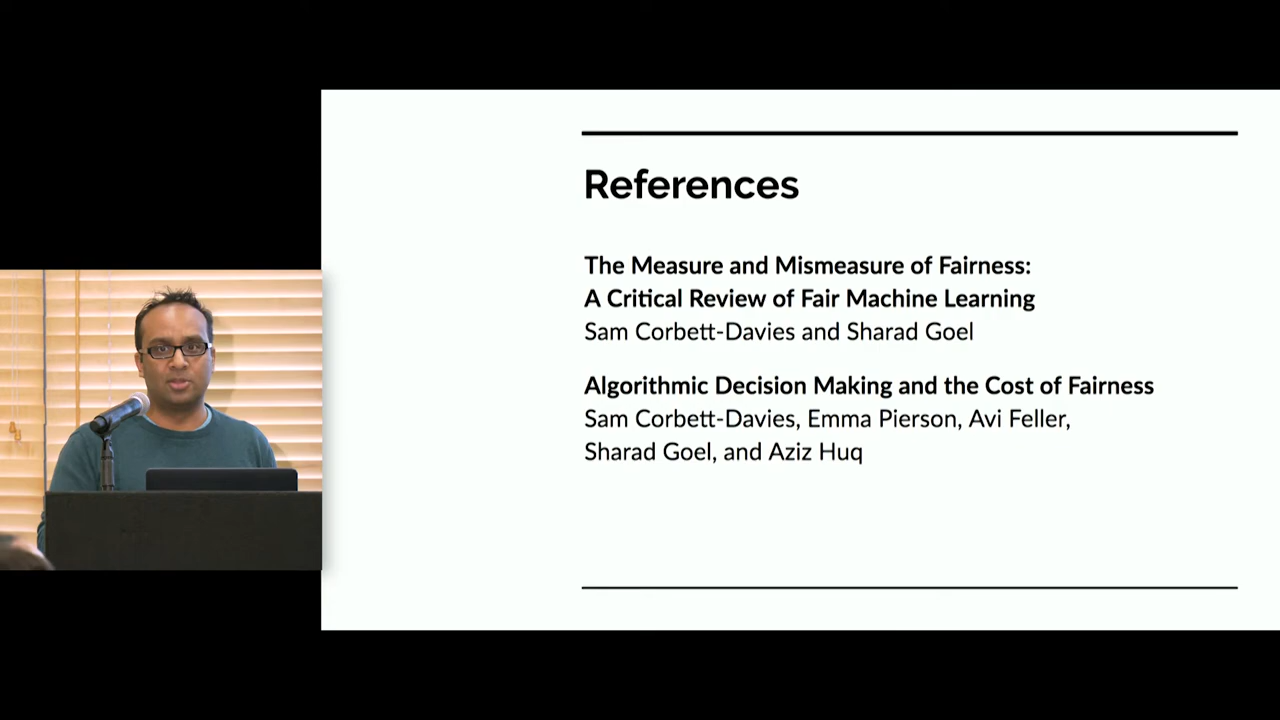 References
The Measure and Mismeasure of Fairness:
A Critical Review of Fair Machine Learning
Sam Corbett-Davies and Sharad Goel
Algorithmic Decision Making and the Cost of Fairness
Sam Corbett-Davies, Emma Pierson, Avi Feller,
Sharad Goel, and Aziz Huq